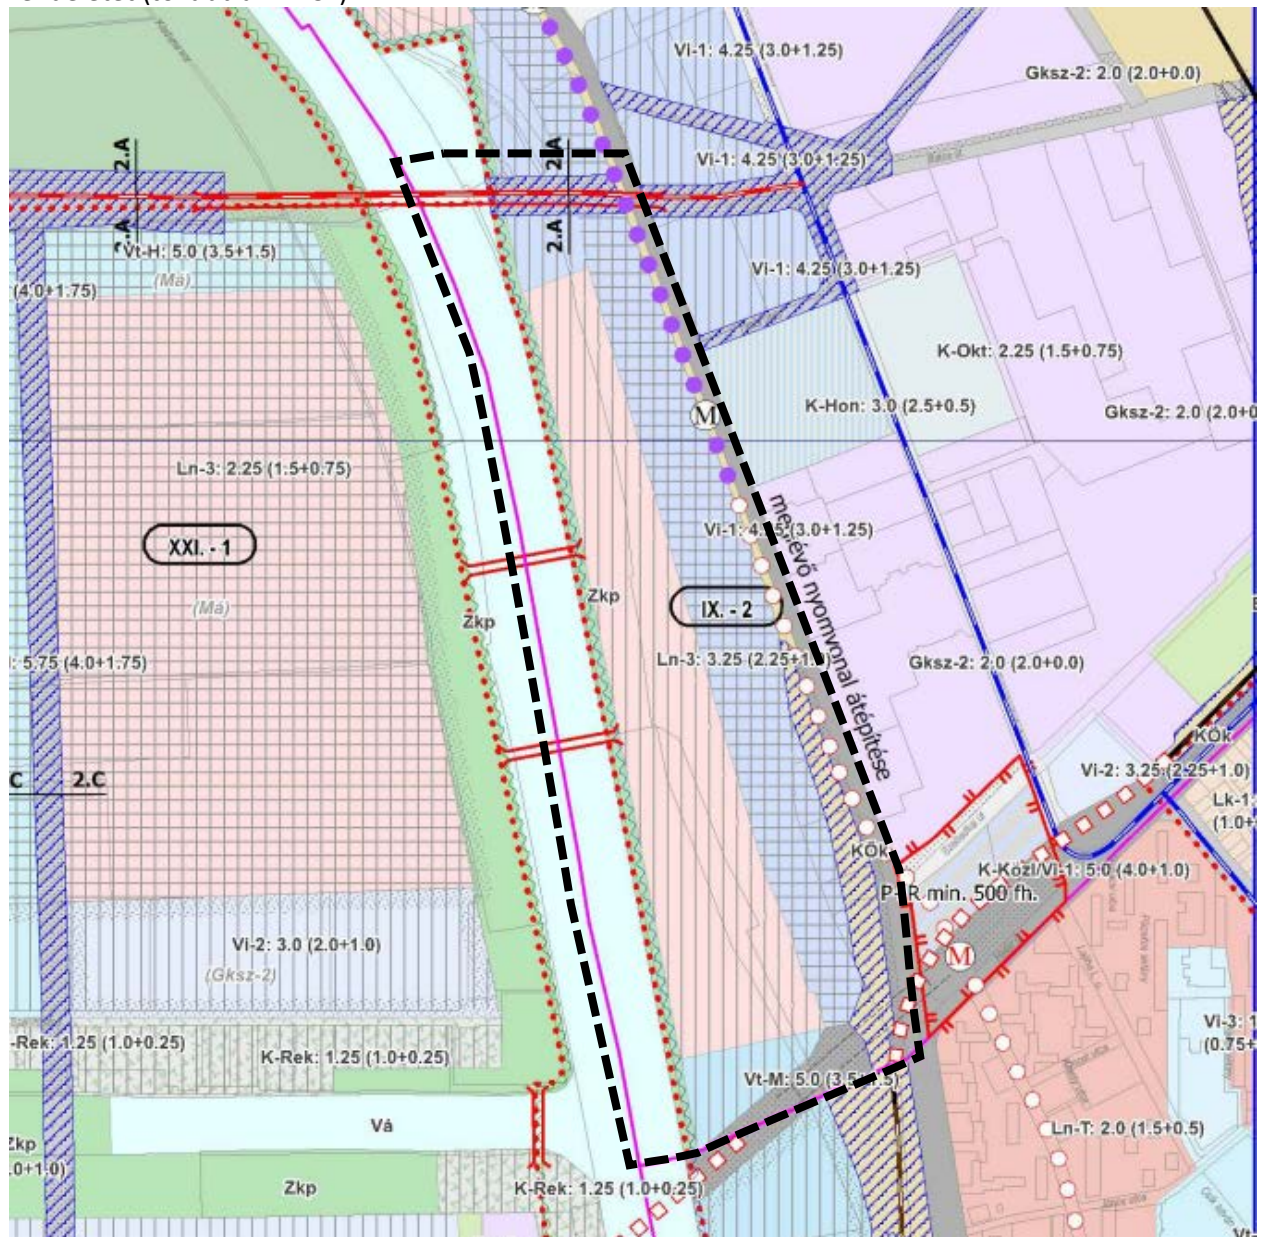 Vi-1: 4.25 (3.0+1.25)
Gksz-2: 2.0 (2.0+0.0)
2.A
2.A
Vi-1: 4.25 (3.0+1.25)
2.A
2.A
Vt-H: 5.0 (3.5+1.5)
(Má)
(4.0+1.75)
Vi-1: 4.25 (3.0+1.25)
K-Okt: 2.25 (1.5+0.75)
K-Hon: 3.0 (2.5+0.5)
Gksz-2: 2.0 (2.0+0
M
Ln-3: 2.25 (1.5+0.75)
XXI. - 1
Vi-1: 4.25 (3.0+1.25)
meglévő nyomvonal átépítése
(Má)
Zkp
Zkp
IX. - 2
: 5.75 (4.0+1.75)
Ln-3: 3.25 (2.25+1.0)
Gksz-2: 2.0 (2.0+0.0)
KÖk
C
2.C
Vi-2: 3.25 (2.25+1.0)
Lk-1:
(1.0+
KÖk
K-Közl/Vi-1: 5.0 (4.0+1.0)
P+R min. 500 fh.
Vi-2: 3.0 (2.0+1.0)
(Gksz-2)
M
-Rek: 1.25 (1.0+0.25)
K-Rek: 1.25 (1.0+0.25)
Vi-3: 1
(0.75+
Vt-M: 5.0 (3.5+1.5)
Vá
Ln-T: 2.0 (1.5+0.5)
Zkp
.0+1.0)
Zkp
K-Rek: 1.25 (1.0+0.25)
Vt-